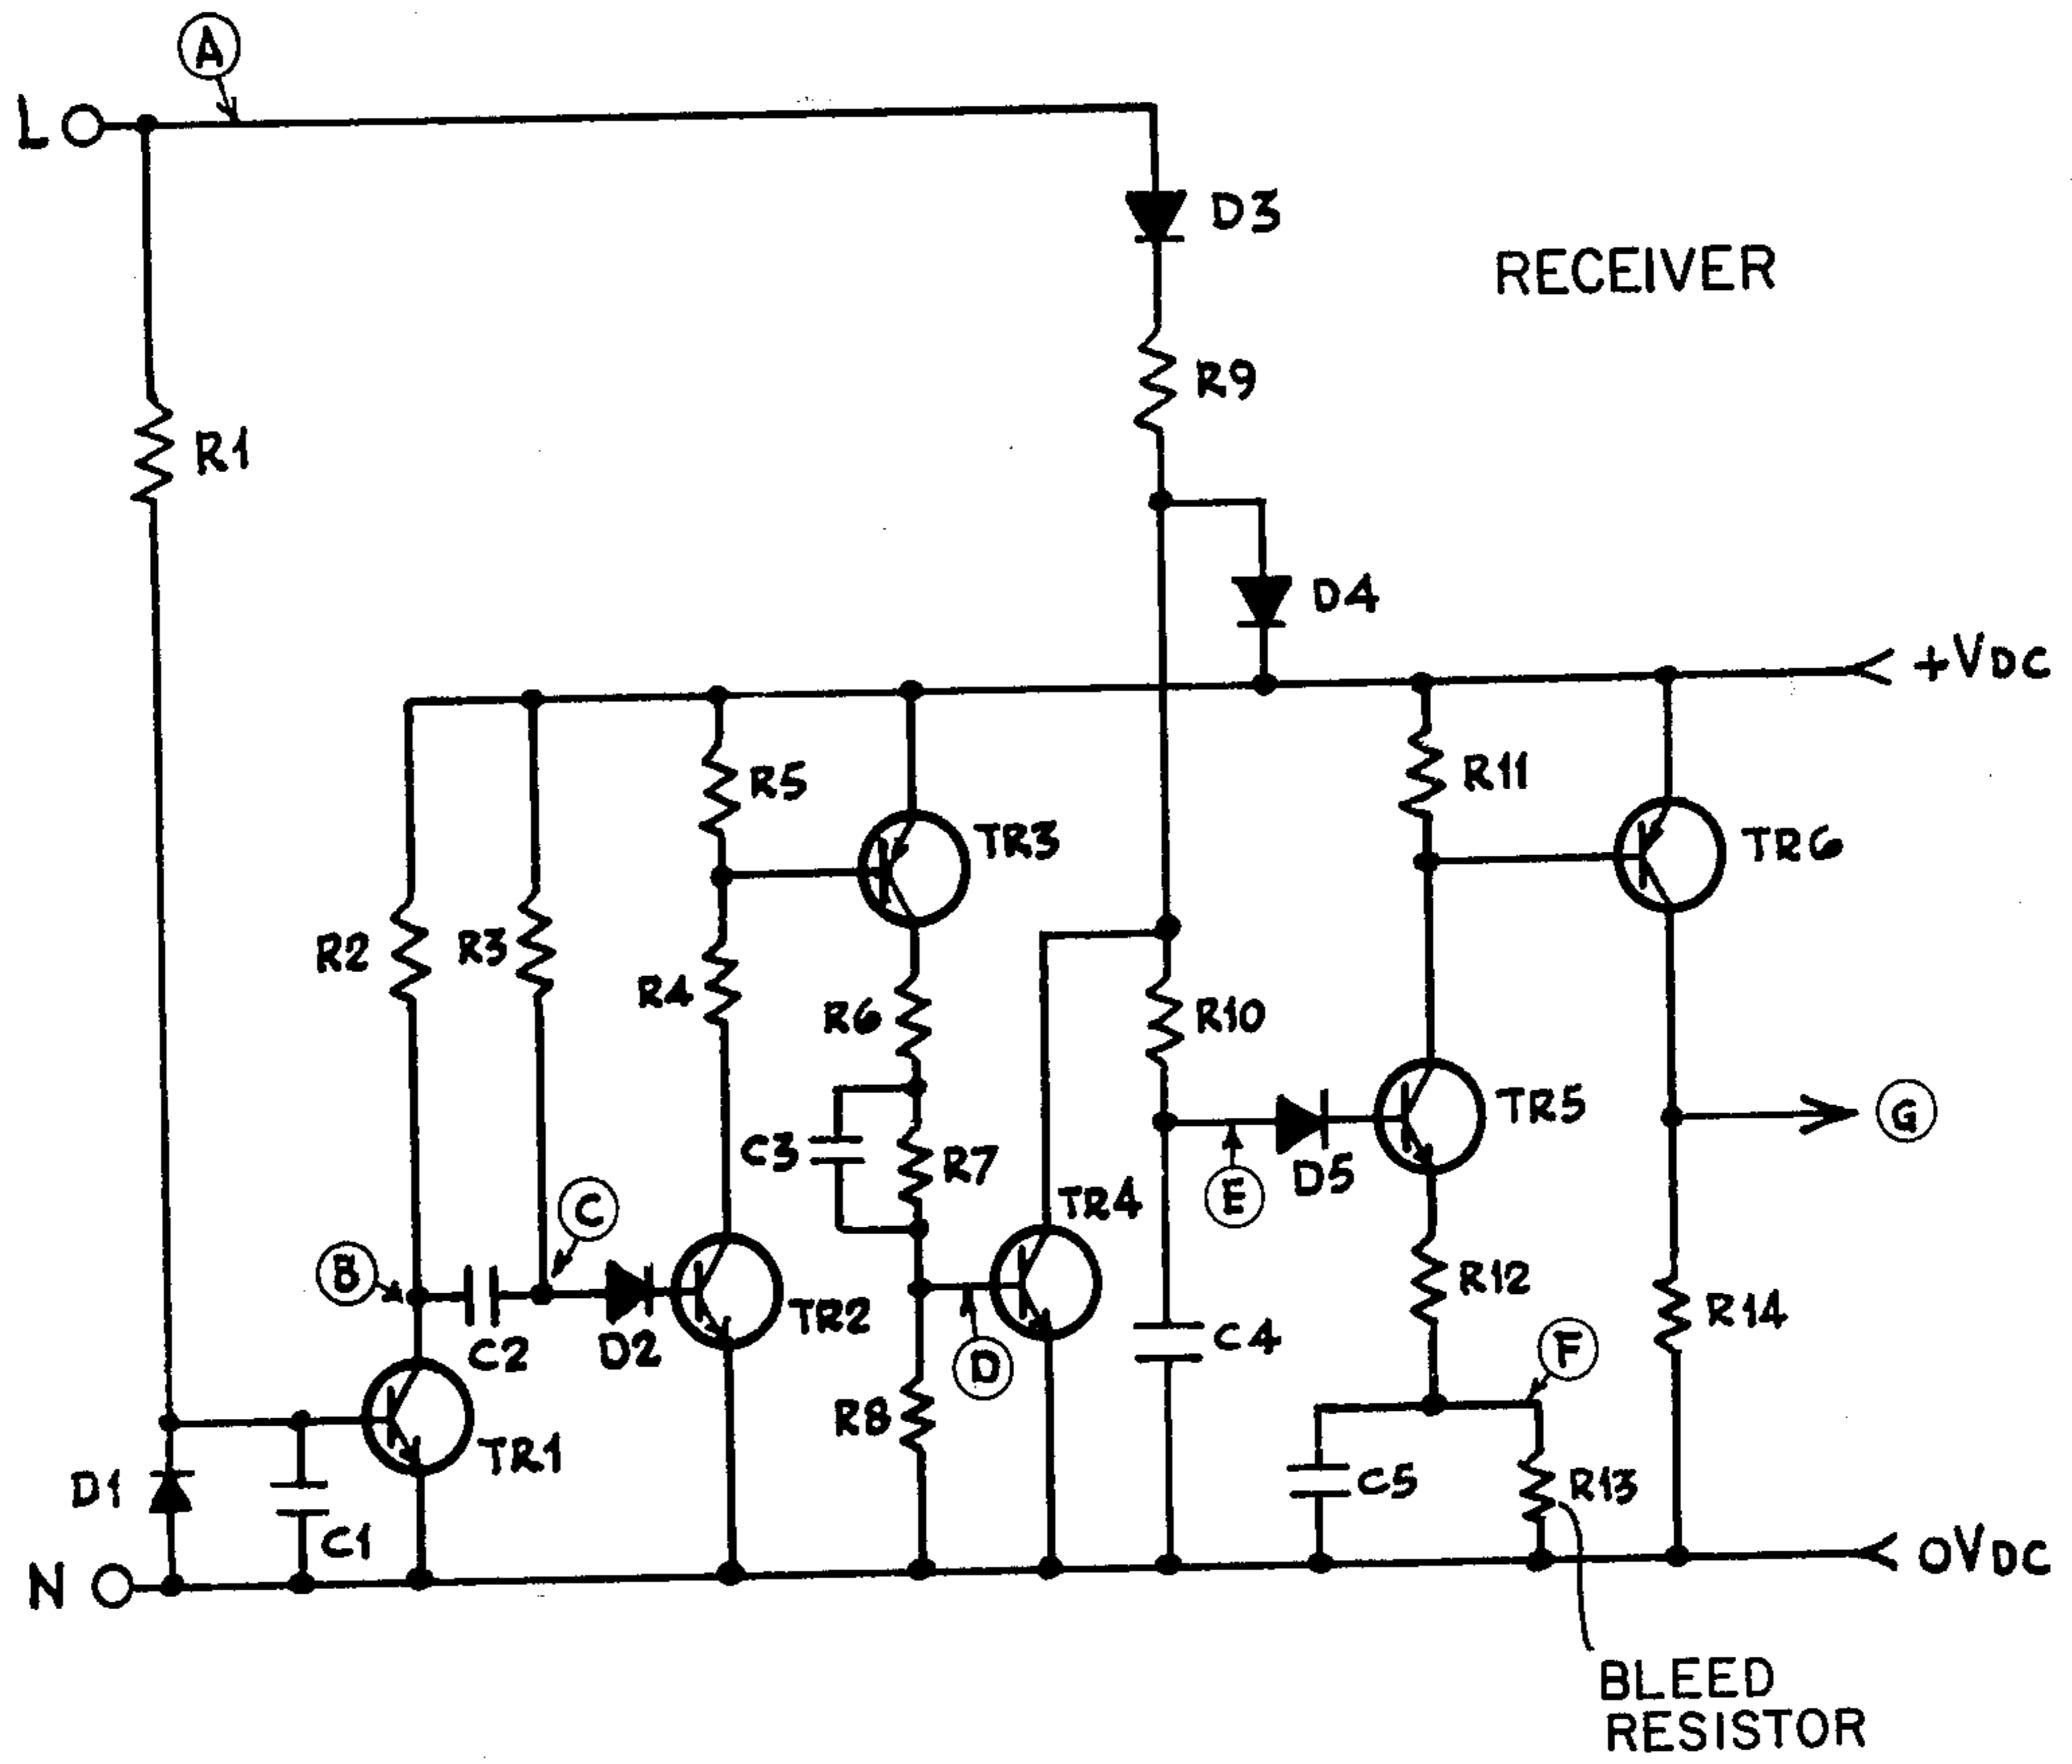 A
L
D3
RECEIVER
R9
R1
D4
+VDC
R5
R11
TR3
TR6
R2
R3
R4
R6
R10
C3
R7
TR5
G
TR4
C
E
D5
B
R12
R14
C2
D2
TR2
D
C4
F
R8
TR1
D1
C1
C5
R13
N
0VDC
BLEED
RESISTOR